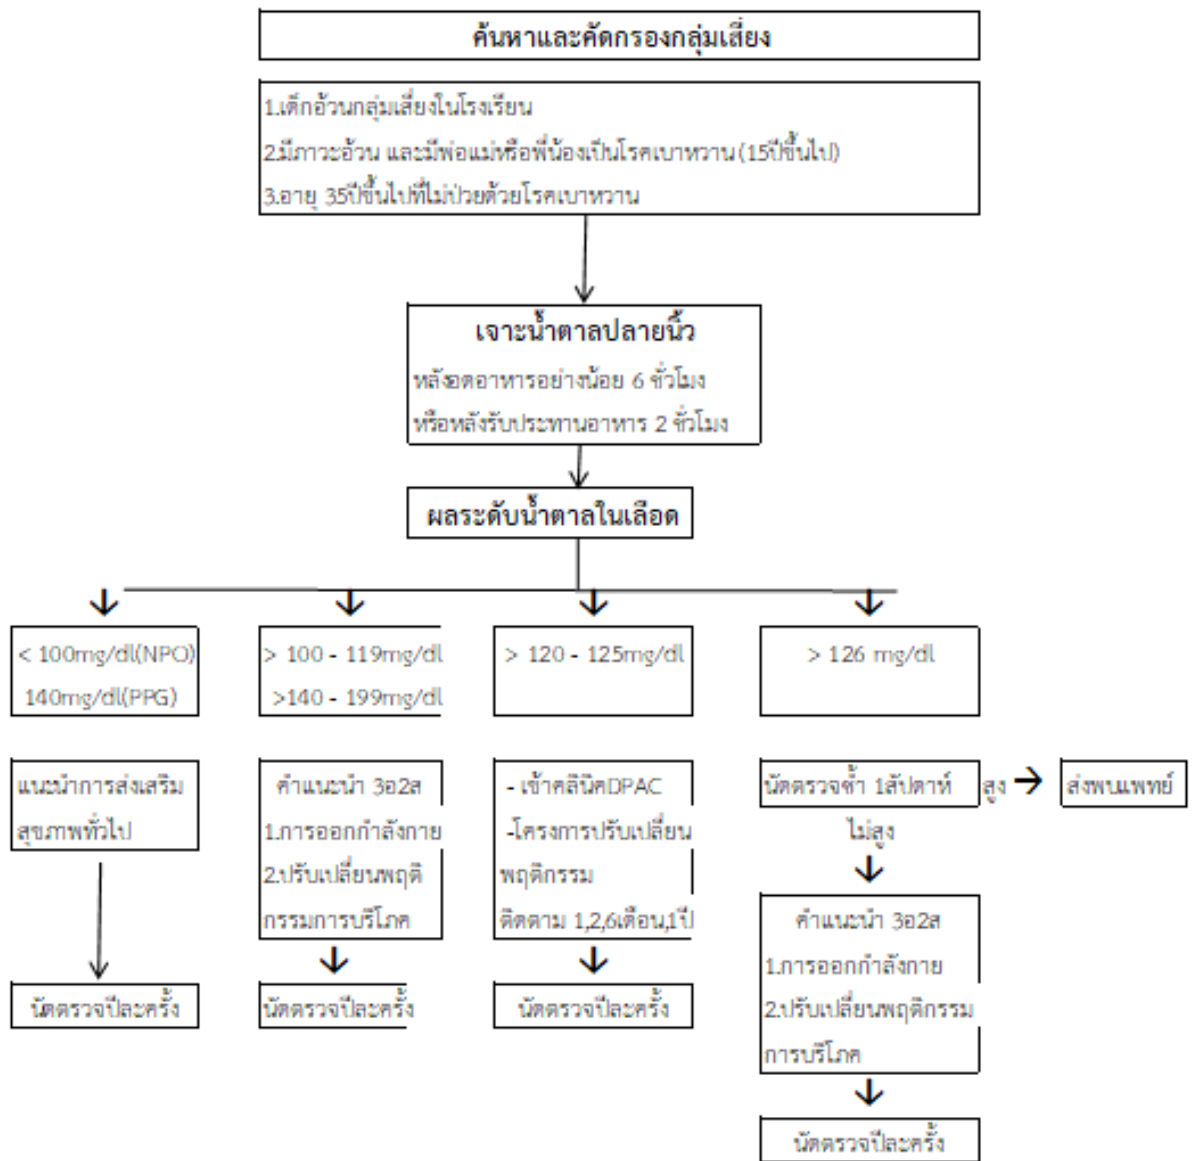 ค้นหาและคัดกรองกลุ่มเสี่ยง
1.เด็กอ้วนกลุ่มเสี่ยงในโรงเรียน
2.มีภาวะอ้วน และมีพ่อแม่หรือพี่น้องเป็นโรคเบาหวาน (15ปีขึ้นไป)
3.อายุ 35ปีขึ้นไปที่ไม่ป่วยด้วยโรคเบาหวาน
เจาะน้ำตาลปลายนิ้ว
หลังอดอาหารอย่างน้อย 6 ชั่วโมง
หรือหลังรับประทานอาหาร 2 ชั่วโมง
ผลระดับน้ำตาลในเลือด
< 100mg/dl(NPO)
140mg/dl(PPG)
> 100 - 119mg/dl
>140 - 199mg/dl
> 120 - 125mg/dl
> 126 mg/dl
แนะนำการส่งเสริม
สุขภาพทั่วไป
นัดตรวจปีละครั้ง
คำแนะนำ 3อ2ส
1.การออกกำลังกาย
2.ปรับเปลี่ยนพฤติ
กรรมการบริโภค
นัดตรวจปีละครั้ง
- เข้าคลินิคDPAC
-โครงการปรับเปลี่ยน
พฤติกรรม
ติดตาม 1,2,6เดือน,1ปี
นัดตรวจปีละครั้ง
นัดตรวจซ้ำ 1สัปดาห์
สูง
ส่งพบแพทย์
ไม่สูง
คำแนะนำ 3อ2ส
1.การออกกำลังกาย
2.ปรับเปลี่ยนพฤติกรรม
การบริโภค
นัดตรวจปีละครั้ง